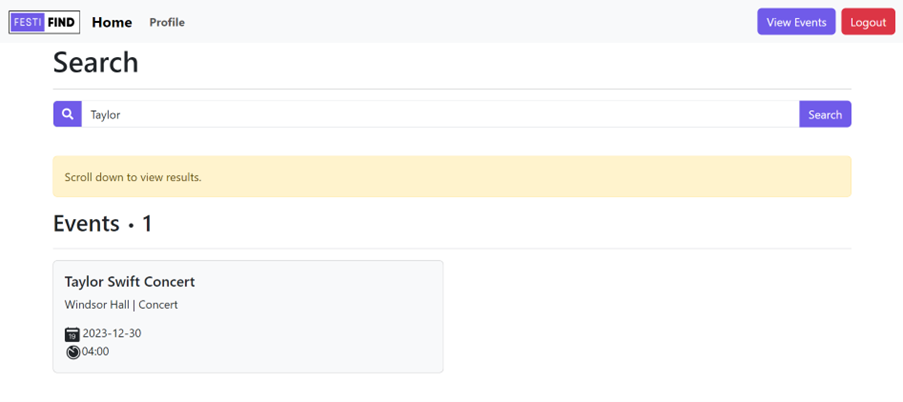 FESTI FIND Home Profile View Events Logout
Search
Taylor Search
Scroll down to view results.
Events • 1
Taylor Swift Concert
Windsor Hall | Concert
19 2023-12-30
04:00